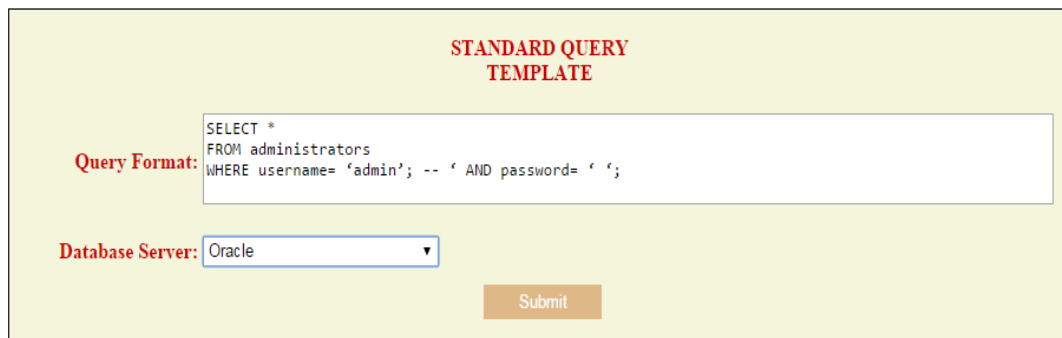 STANDARD QUERY
TEMPLATE
Query Format:
SELECT *
FROM administrators
WHERE username= ‘admin’; -- ‘ AND password= ‘ ‘;
Database Server: Oracle
Submit